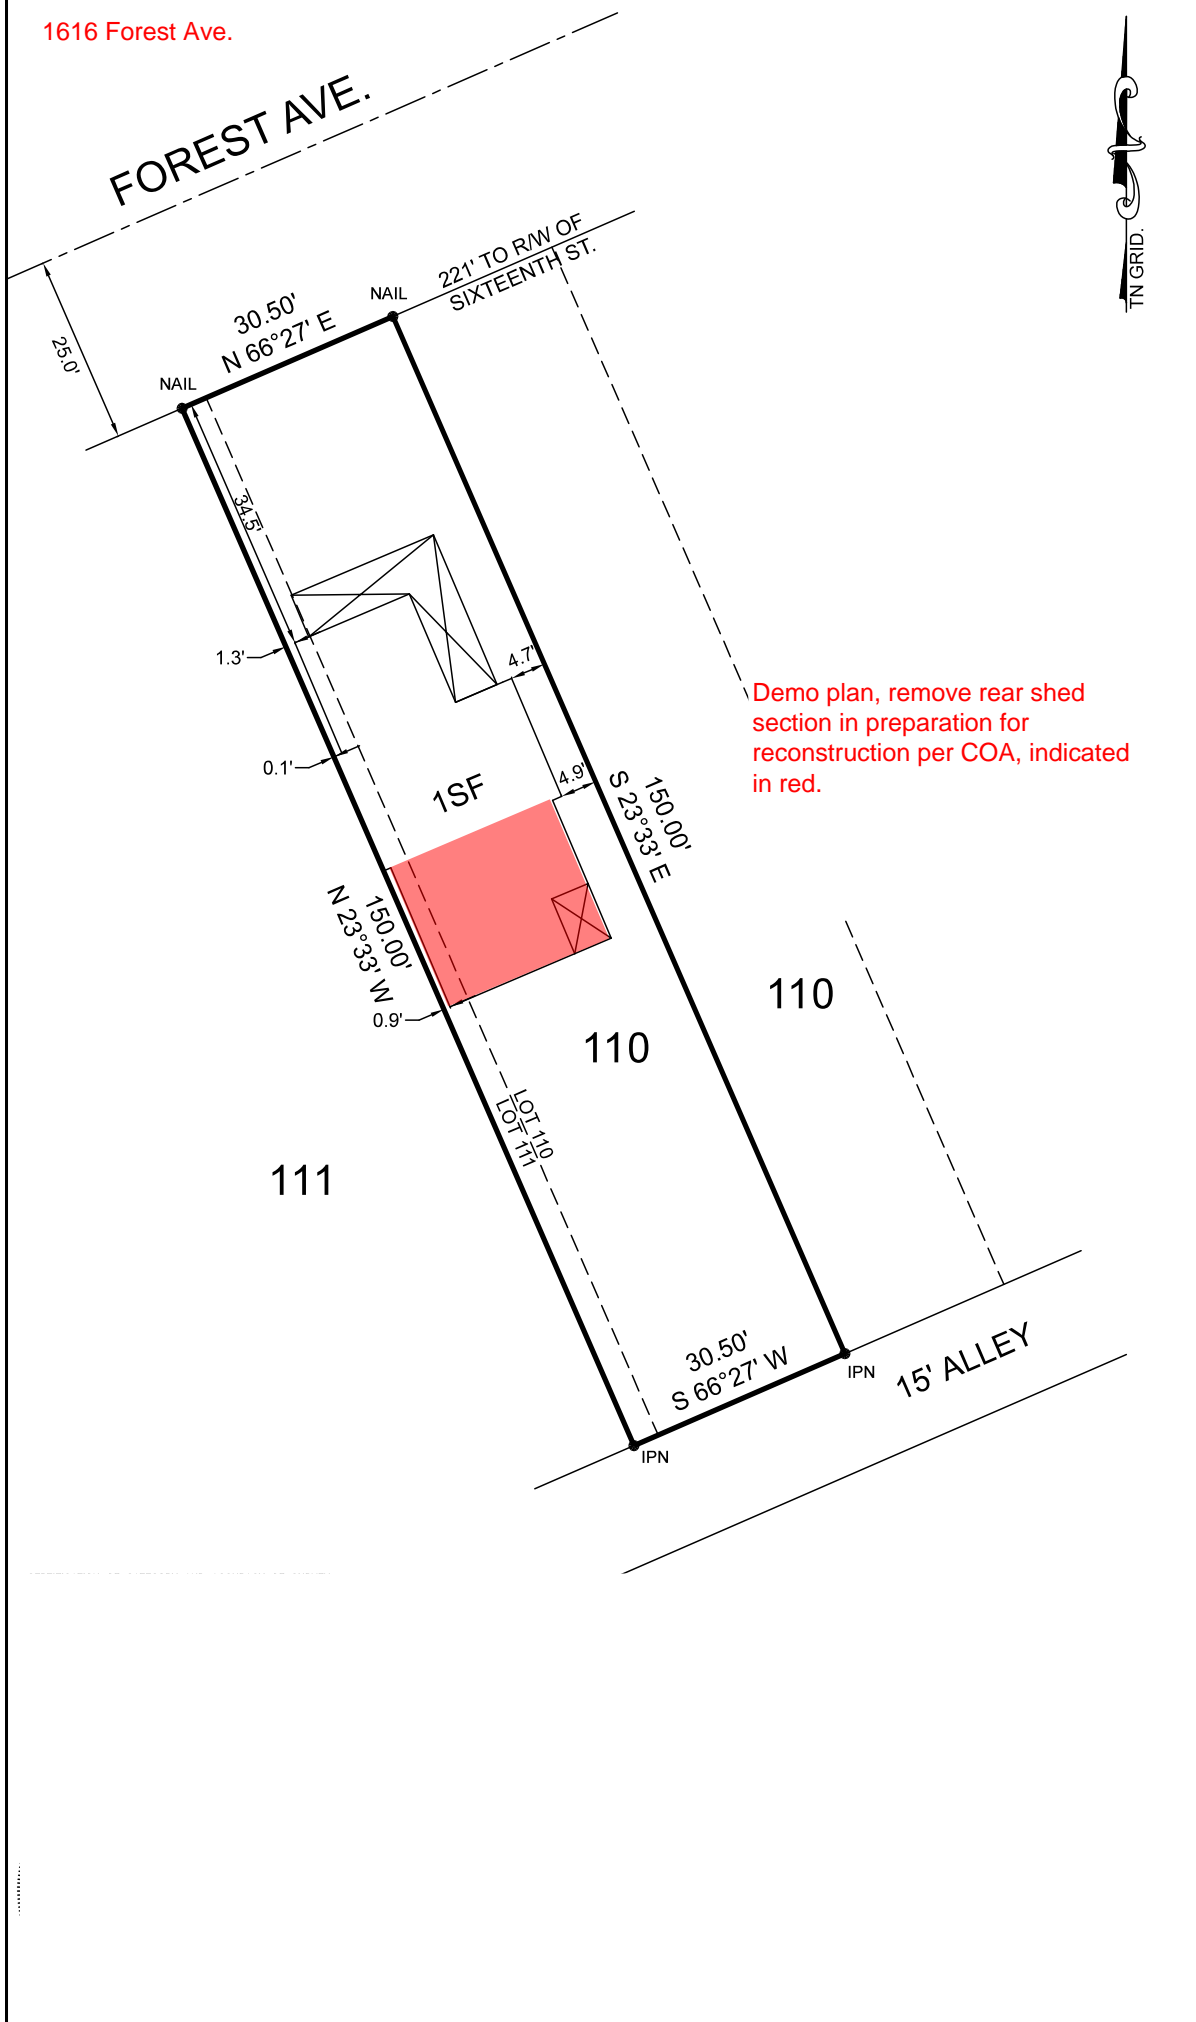 1616 Forest Ave.
FOREST AVE.
TN GRID.
221' TO R/W OF
SIXTEENTH ST.
NAIL
30.50'
N 66°27' E
25.0'
NAIL
34.5'
1.3'
4.7'
Demo plan, remove rear shed
section in preparation for
reconstruction per COA, indicated
in red.
0.1'
4.9'
1SF
150.00'
S 23°33' E
150.00'
N 23°33' W
0.9'
110
110
LOT 110
LOT 111
111
30.50'
S 66°27' W
15' ALLEY
IPN
IPN